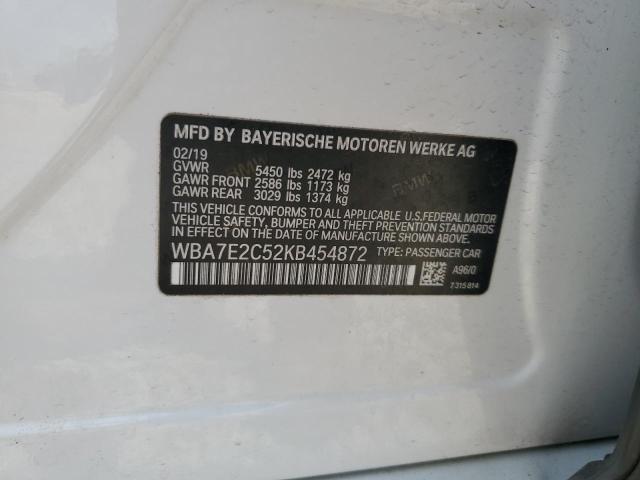 MFD BY BAYERISCHE MOTOREN WERKE AG
02/19
GVWR 5450 lbs 2472 kg
GAWR FRONT 2586 lbs 1173 kg
GAWR REAR 3029 lbs 1374 kg
THIS VEHICLE CONFORMS TO ALL APPLICABLE U.S.FEDERAL MOTOR
VEHICLE SAFETY, BUMPER AND THEFT PREVENTION STANDARDS
IN EFFECT ON THE DATE OF MANUFACTURE SHOWN ABOVE.
WBA7E2C52KB454872 TYPE: PASSENGER CAR
A96/0
7315814
BMW
BMW